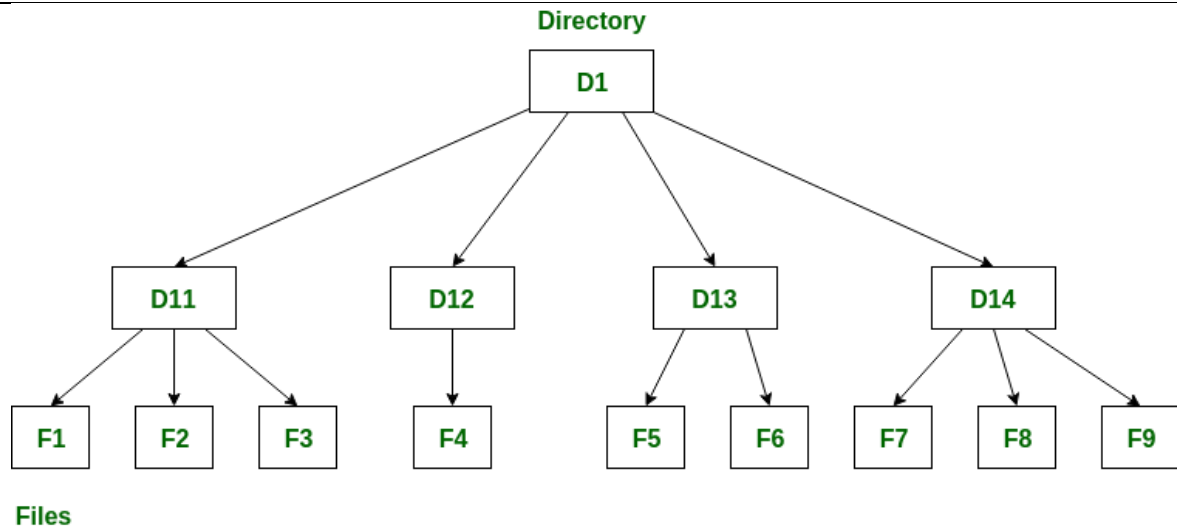 Directory
D1
D11 D12 D13 D14
F1 F2 F3 F4 F5 F6 F7 F8 F9
Files